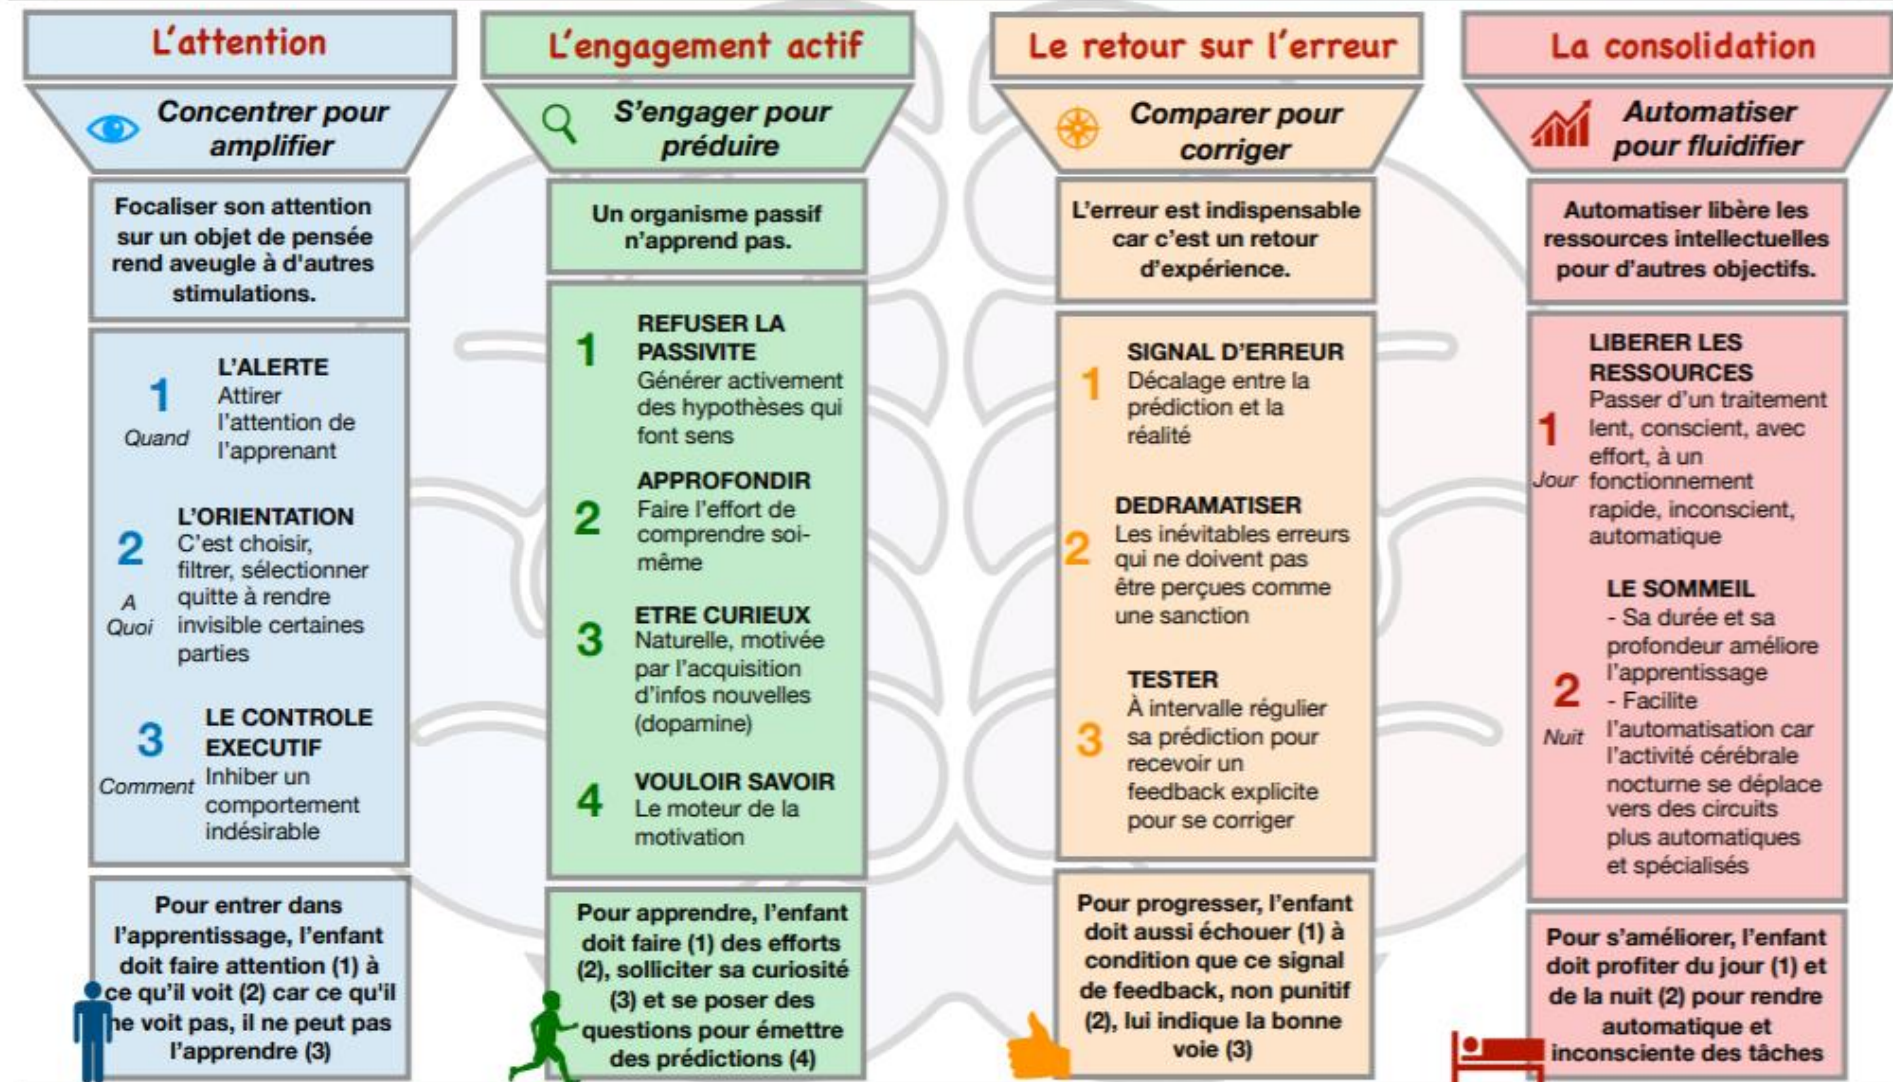 L'attention
Concentrer pour
amplifier
Focaliser son attention
sur un objet de pensée
rend aveugle à d'autres
stimulations.
1
Quand
L'ALERTE
Attirer
l'attention de
l'apprenant
2
A
Quoi
L'ORIENTATION
C'est choisir,
filtrer, sélectionner
quitte à rendre
invisible certaines
parties
3
Comment
LE CONTROLE
EXECUTIF
Inhiber un
comportement
indésirable
Pour entrer dans
l'apprentissage, l'enfant
doit faire attention (1) à
ce qu'il voit (2) car ce qu'il
ne voit pas, il ne peut pas
l'apprendre (3)
L'engagement actif
S'engager pour
préduire
Un organisme passif
n'apprend pas.
1
REFUSER LA
PASSIVITE
Générer activement
des hypothèses qui
font sens
2
APPROFONDIR
Faire l'effort de
comprendre soi-
même
3
ETRE CURIEUX
Naturelle, motivée
par l'acquisition
d'infos nouvelles
(dopamine)
4
VOULOIR SAVOIR
Le moteur de la
motivation
Pour apprendre, l'enfant
doit faire (1) des efforts
(2), solliciter sa curiosité
(3) et se poser des
questions pour émettre
des prédictions (4)
Le retour sur l'erreur
Comparer pour
corriger
L'erreur est indispensable
car c'est un retour
d'expérience.
1
SIGNAL D'ERREUR
Décalage entre la
prédiction et la
réalité
2
DEDRAMATISER
Les inévitables erreurs
qui ne doivent pas
être perçues comme
une sanction
3
TESTER
À intervalle régulier
sa prédiction pour
recevoir un
feedback explicite
pour se corriger
Pour progresser, l'enfant
doit aussi échouer (1) à
condition que ce signal
de feedback, non punitif
(2), lui indique la bonne
voie (3)
La consolidation
Automatiser
pour fluidifier
Automatiser libère les
ressources intellectuelles
pour d'autres objectifs.
1
Jour
LIBERER LES
RESSOURCES
Passer d'un traitement
lent, conscient, avec
effort, à un
fonctionnement
rapide, inconscient,
automatique
2
Nuit
LE SOMMEIL
- Sa durée et sa
profondeur améliore
l'apprentissage
- Facilite
l'automatisation car
l'activité cérébrale
nocturne se déplace
vers des circuits
plus automatiques
et spécialisés
Pour s'améliorer, l'enfant
doit profiter du jour (1) et
de la nuit (2) pour rendre
automatique et
inconsciente des tâches